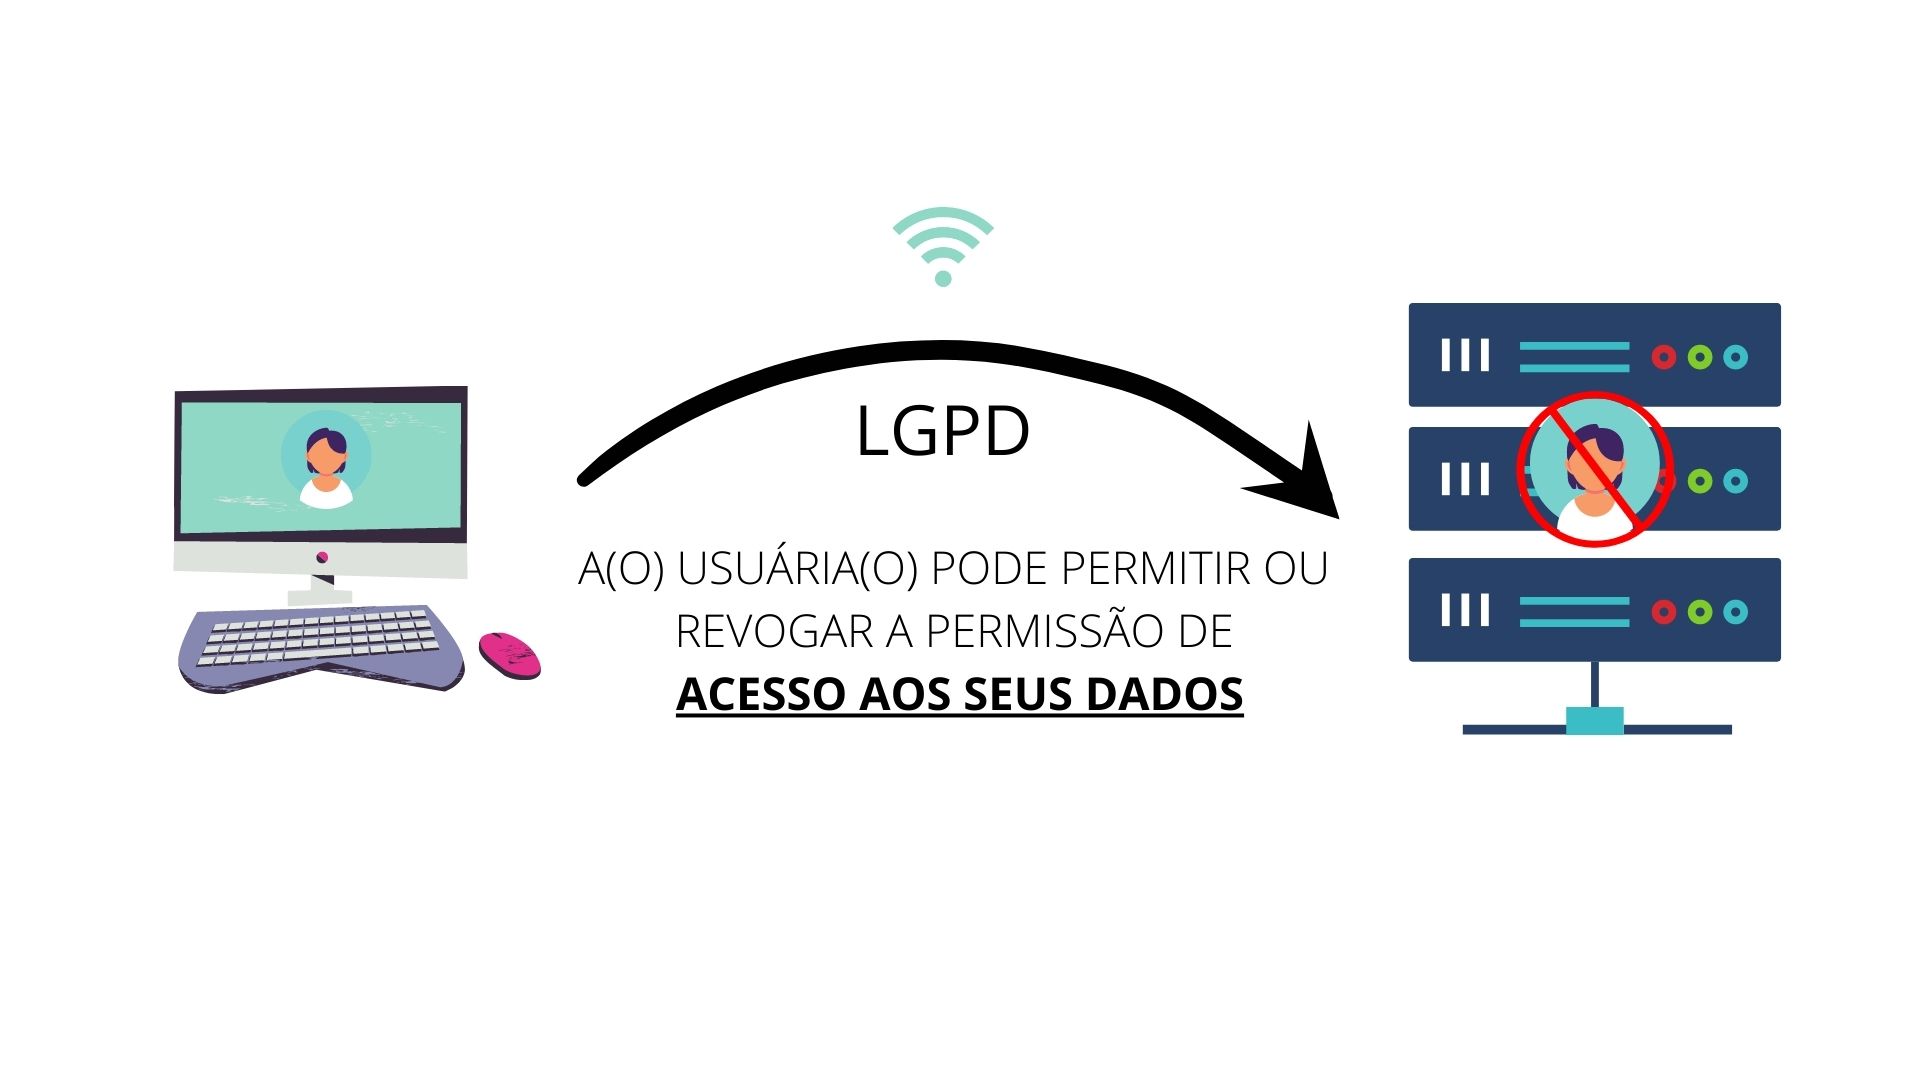 LGPD
A(O) USUÁRIA(O) PODE PERMITIR OU
REVOGAR A PERMISSÃO DE
ACESSO AOS SEUS DADOS